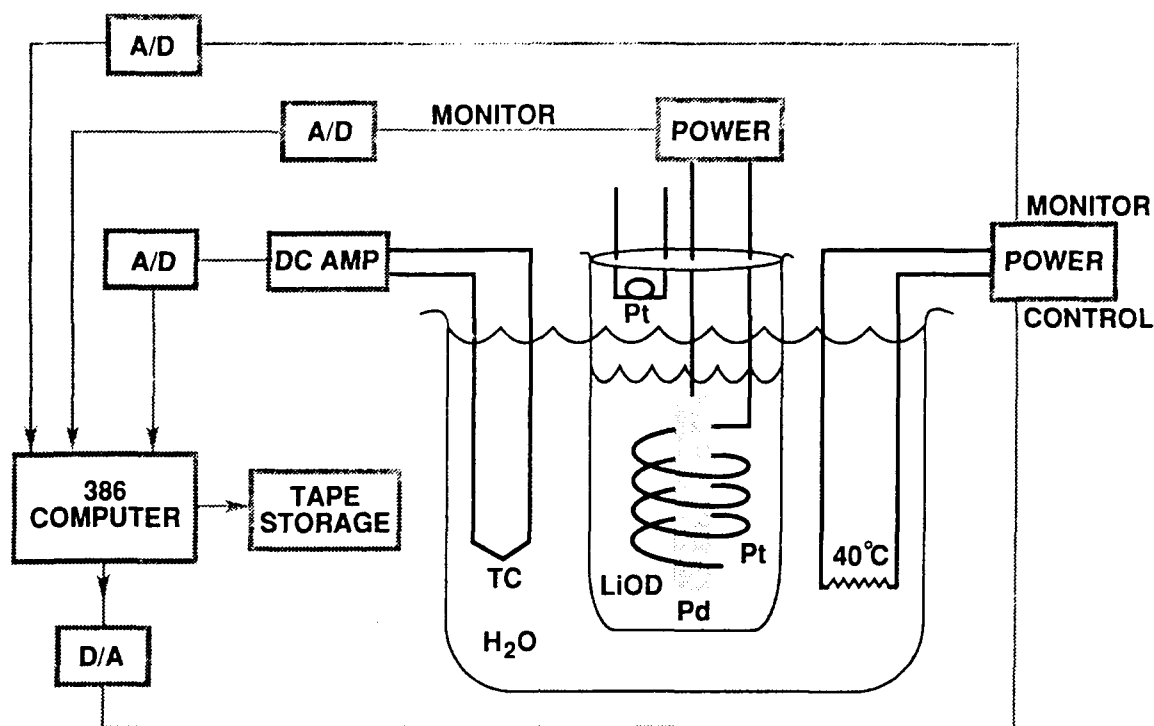 A/D
A/D
MONITOR
POWER
MONITOR
A/D
DC AMP
POWER
Pt
CONTROL
386
COMPUTER
TAPE
STORAGE
TC
LiOD
Pt
40°C
Pd
H₂O
D/A